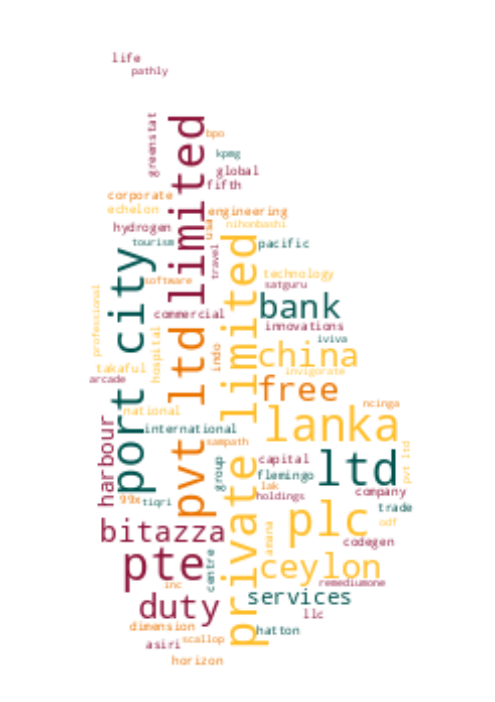 life
pathly
greenstat
pvt ltd limited
bpo
kpmg
global
fifth
corporate
echelon
engineering
hydrogen
usa
nihonbashi
tourism
pacific
port city
travel
private limited
software
technology
satguru
professional
bank
commercial
innovations
hospital
iviva
indo
china
takaful
invigorate
arcade
free
national
ncinga
lanka
harbour
international
sampath
group
capital
ltd
pvt ltd
flemingo
lak
holdings
company
99x
tiqri
plc
trade
odf
bitazza
amana
codegen
pte
centre
ceylon
inc
remediumone
services
duty
llc
dimension
hatton
scallop
asiri
horizon